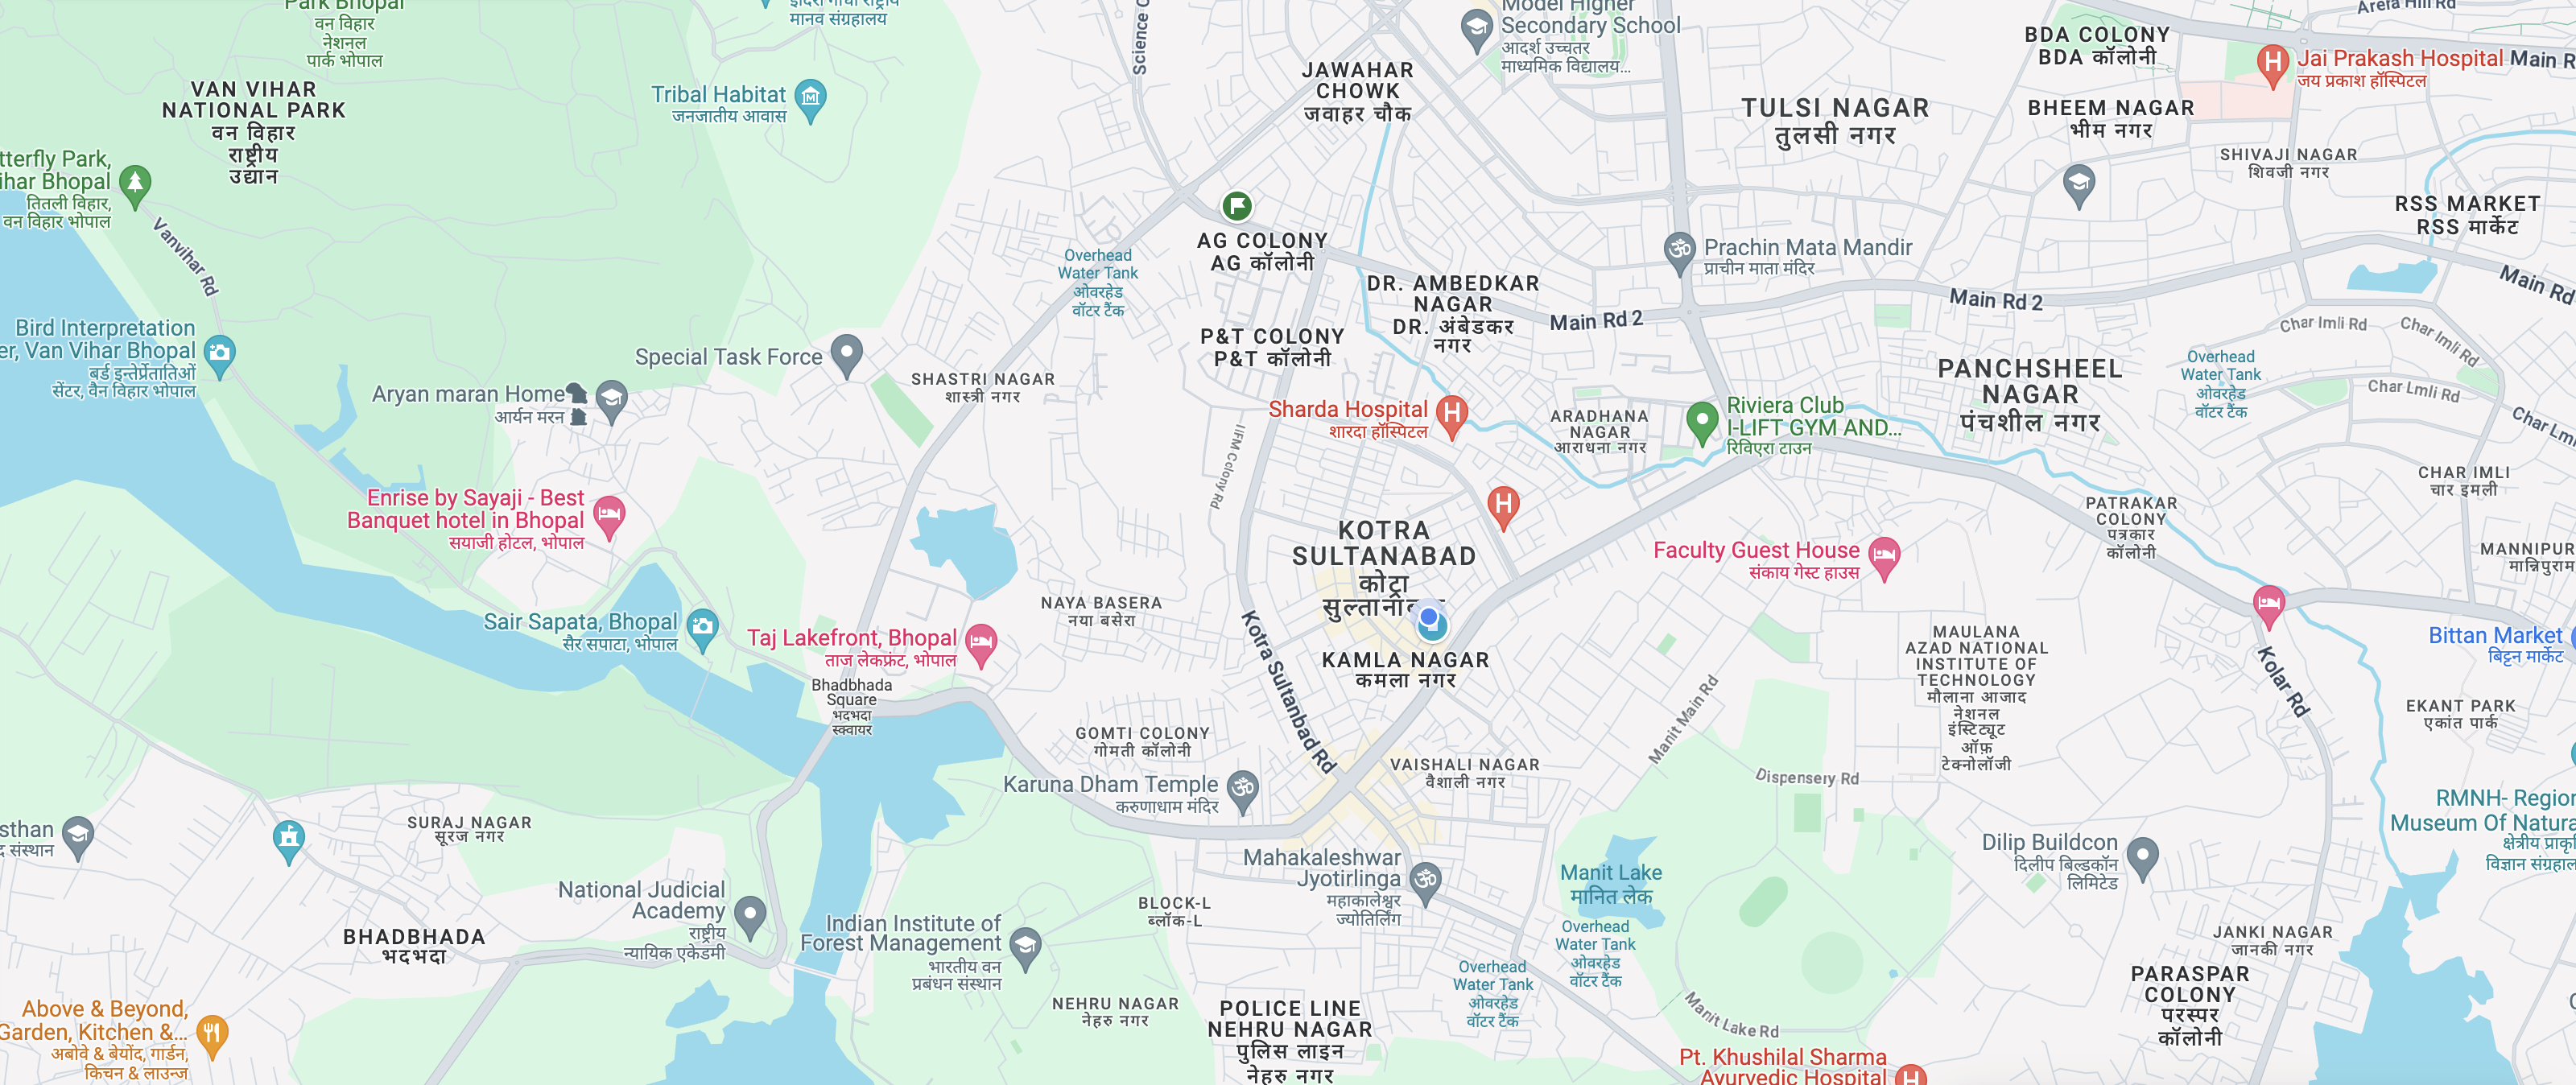 Park Bhopal
वन विहार
नेशनल
पार्क भोपाल
मानव संग्रहालय
Science C
Model Higher
Secondary School
आदर्श उच्चतर
माध्यमिक विद्यालय...
Arera Hill Rd
BDA COLONY
BDA कॉलोनी
Jai Prakash Hospital
जय प्रकाश हॉस्पिटल
Main R
VAN VIHAR
NATIONAL PARK
वन विहार
राष्ट्रीय
उद्यान
Tribal Habitat
जनजातीय आवास
JAWAHAR
CHOWK
जवाहर चौक
TULSI NAGAR
तुलसी नगर
BHEEM NAGAR
भीम नगर
SHIVAJI NAGAR
शिवजी नगर
RSS MARKET
RSS मार्केट
tterfly Park,
ihar Bhopal
तितली विहार,
वन विहार भोपाल
Vanvihar Rd
AG COLONY
AG कॉलोनी
Overhead
Water Tank
ओवरहेड
वॉटर टैंक
Prachin Mata Mandir
प्राचीन माता मंदिर
DR. AMBEDKAR
NAGAR
DR. अंबेडकर
नगर
Main Rd 2
Main Rd 2
Main Rd
Bird Interpretation
er, Van Vihar Bhopal
बर्ड इन्तेर्प्रेतातिओं
सेंटर, वैन विहार भोपाल
P&T COLONY
P&T कॉलोनी
Char Imli Rd
Char Imli Rd
Special Task Force
Aryan maran Home
आर्यन मरन
SHASTRI NAGAR
शास्त्री नगर
PANCHSHEEL
NAGAR
पंचशील नगर
Overhead
Water Tank
ओवरहेड
वॉटर टैंक
Char Lmli Rd
Char Lmli
Sharda Hospital
शारदा हॉस्पिटल
ARADHANA
NAGAR
आराधना नगर
Riviera Club
I-LIFT GYM AND...
रिविएरा टाउन
IIFM Colony Rd
CHAR IMLI
चार इमली
Enrise by Sayaji - Best
Banquet hotel in Bhopal
सयाजी होटल, भोपाल
KOTRA
SULTANABAD
कोट्रा
PATRAKAR
COLONY
पत्रकार
कॉलोनी
Faculty Guest House
संकाय गेस्ट हाउस
MANNIPUR
मान्निपुरम
NAYA BASERA
नया बसेरा
Sair Sapata, Bhopal
सैर सपाटा, भोपाल
Taj Lakefront, Bhopal
ताज लेकफ्रंट, भोपाल
Bhadbhada
Square
भदभदा
स्क्वायर
Kotra Sultanbad Rd
KAMLA NAGAR
कमला नगर
MAULANA
AZAD NATIONAL
INSTITUTE OF
TECHNOLOGY
मौलाना आजाद
नेशनल
इंस्टिट्यूट
ऑफ़
टेक्नोलॉजी
Bittan Market
बिट्टन मार्केट
Kolar Rd
EKANT PARK
एकांत पार्क
Manit Main Rd
GOMTI COLONY
गोमती कॉलोनी
VAISHALI NAGAR
वैशाली नगर
Dispensery Rd
Karuna Dham Temple
करुणाधाम मंदिर
RMNH- Region
Museum Of Natura
क्षेत्रीय प्राकृ
विज्ञान संग्रहाल
sthan
संस्थान
SURAJ NAGAR
सूरज नगर
Dilip Buildcon
दिलीप बिल्डकॉन
लिमिटेड
Mahakaleshwar
Jyotirlinga
महाकालेश्वर
ज्योतिर्लिंग
Manit Lake
मानित लेक
National Judicial
Academy
राष्ट्रीय
न्यायिक एकेडमी
BLOCK-L
ब्लॉक-L
Indian Institute of
Forest Management
भारतीय वन
प्रबंधन संस्थान
Overhead
Water Tank
ओवरहेड
वॉटर टैंक
BHADBHADA
भदभदा
JANKI NAGAR
जानकी नगर
Overhead
Water Tank
ओवरहेड
वॉटर टैंक
PARASPAR
COLONY
परस्पर
कॉलोनी
NEHRU NAGAR
नेहरु नगर
POLICE LINE
NEHRU NAGAR
पुलिस लाइन
नेहरु नगर
Manit Lake Rd
Above & Beyond,
Garden, Kitchen &...
अबोवे & बेयोंद, गार्डन,
किचन & लाउन्ज
Pt. Khushilal Sharma
Ayurvedic Hospital